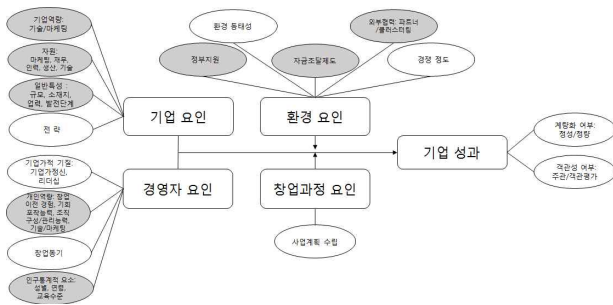 기업역량:
기술/마케팅
자원:
마케팅, 재무,
인력, 생산, 기술
일반특성 :
규모, 소재지,
업력, 발전단계
전 략
기업 요인
환경 동태성
정부지원
자금조달제도
외부협력: 파트너
/클러스터링
경쟁 정도
환경 요인
기업 성과
계량화 여부:
정성/정량
객관성 여부:
주관/객관평가
기업가적 기질:
기업가정신,
리더십
개인역량: 창업
이전 경험, 기회
포착능력, 조직
구성/관리능력,
기술/마케팅
창업동기
인구통계적 요소:
성별, 연령,
교육수준
경영자 요인
창업과정 요인
사업계획 수립